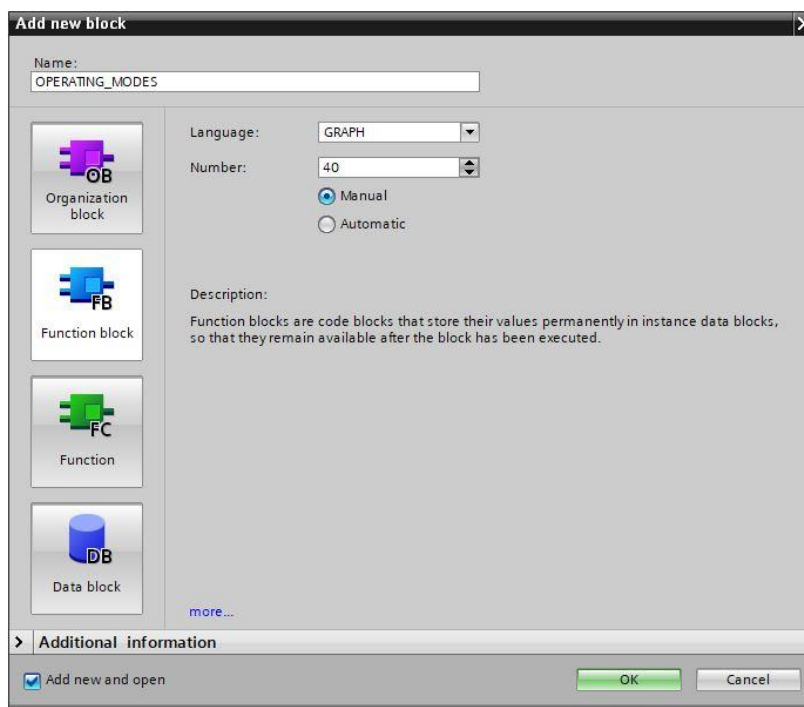 Add new block
Name:
OPERATING_MODES
OB
Organization
block
FB
Function block
FC
Function
DB
Data block
Language:
GRAPH
Number:
40
Manual
Automatic
Description:
Function blocks are code blocks that store their values permanently in instance data blocks,
so that they remain available after the block has been executed.
more...
> Additional information
Add new and open
OK
Cancel